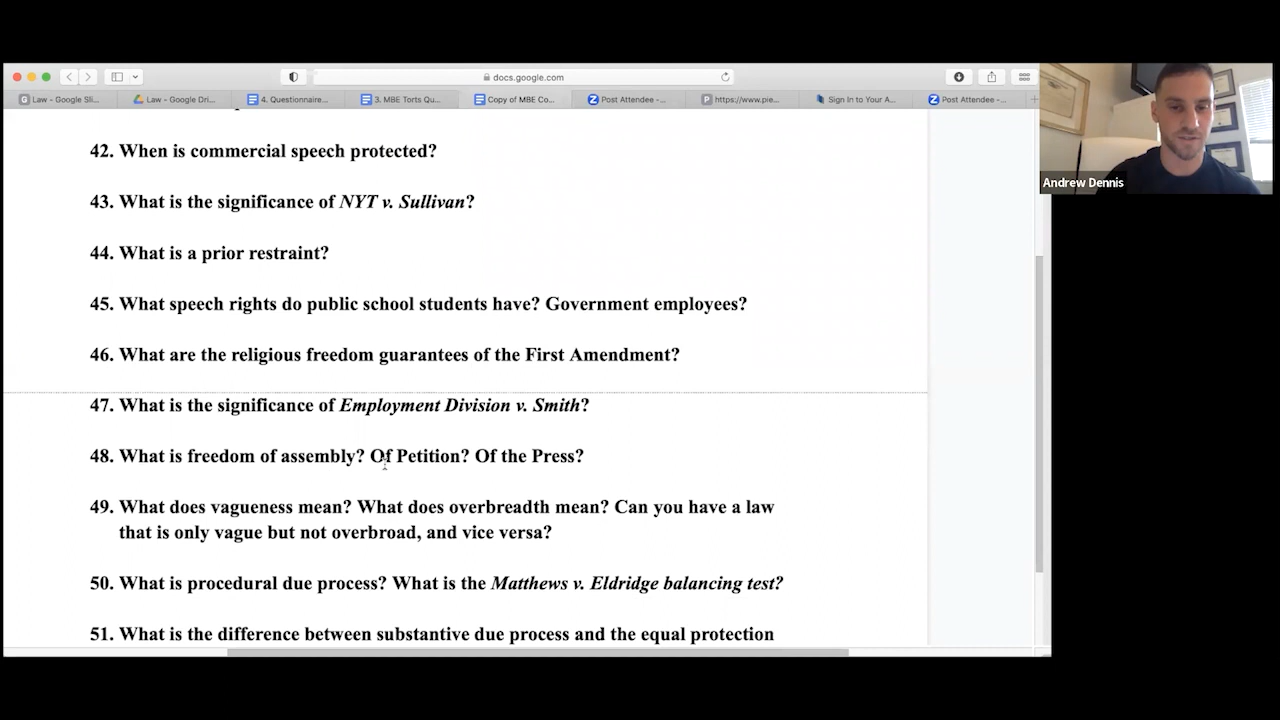 docs.google.com
Law - Google Sli...
Law - Google Dri...
4. Questionnaire...
3. MBE Torts Qu...
Copy of MBE Co...
Post Attendee -...
https://www.pie...
Sign In to Your A...
Post Attendee -...
Andrew Dennis
42. When is commercial speech protected?
43. What is the significance of NYT v. Sullivan?
44. What is a prior restraint?
45. What speech rights do public school students have? Government employees?
46. What are the religious freedom guarantees of the First Amendment?
47. What is the significance of Employment Division v. Smith?
48. What is freedom of assembly? Of Petition? Of the Press?
49. What does vagueness mean? What does overbreadth mean? Can you have a law
that is only vague but not overbroad, and vice versa?
50. What is procedural due process? What is the Matthews v. Eldridge balancing test?
51. What is the difference between substantive due process and the equal protection